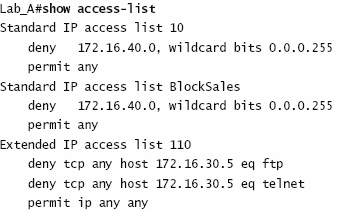 Lab_A#show access-list
Standard IP access list 10
deny 172.16.40.0, wildcard bits 0.0.0.255
permit any
Standard IP access list BlockSales
deny 172.16.40.0, wildcard bits 0.0.0.255
permit any
Extended IP access list 110
deny tcp any host 172.16.30.5 eq ftp
deny tcp any host 172.16.30.5 eq telnet
permit ip any any